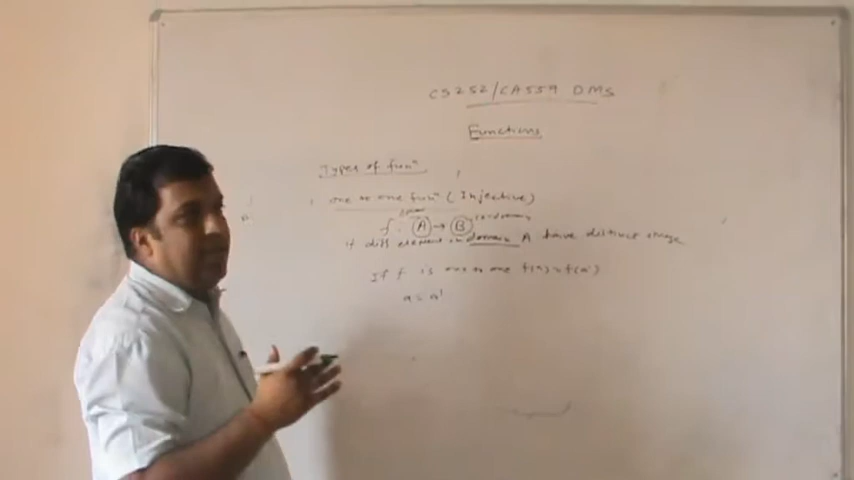 CS252/CA559 DMS
Functions
Types of funⁿ
1 one to one funⁿ (Injective)
domain co-domain
f: A → B
if diff element in domain A have distinct image
If f is one to one f(a) = f(a')
a = a'